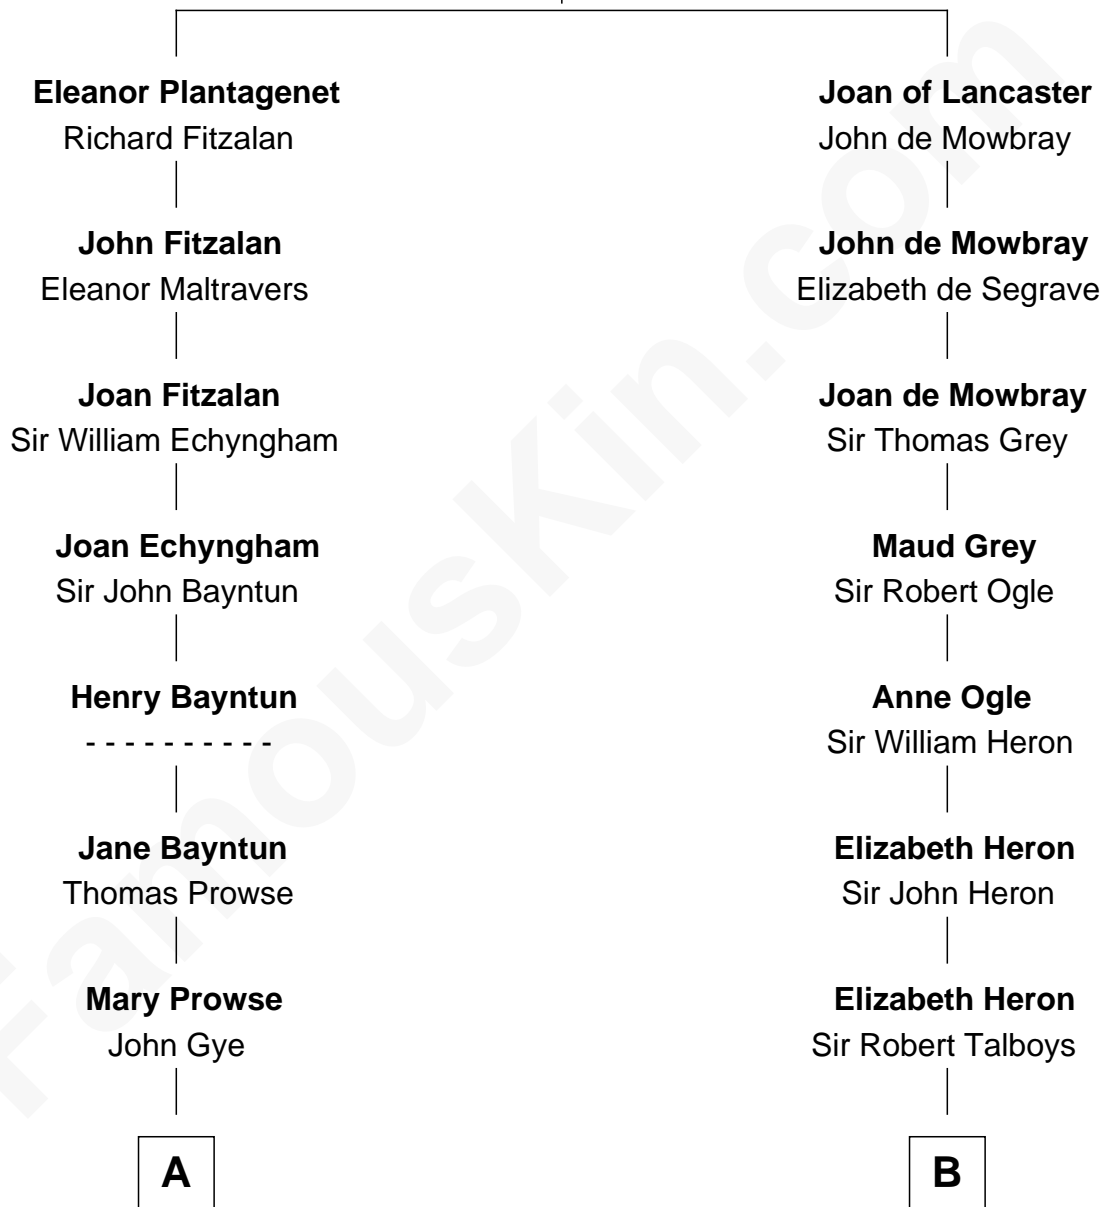 Eleanor Plantagenet
Richard Fitzalan
John Fitzalan
Eleanor Maltravers
Joan Fitzalan
Sir William Echyngham
Joan Echyngham
Sir John Bayntun
Henry Bayntun
- - - - - - - - - -
Jane Bayntun
Thomas Prowse
Mary Prowse
John Gye
A
Joan of Lancaster
John de Mowbray
John de Mowbray
Elizabeth de Segrave
Joan de Mowbray
Sir Thomas Grey
Maud Grey
Sir Robert Ogle
Anne Ogle
Sir William Heron
Elizabeth Heron
Sir John Heron
Elizabeth Heron
Sir Robert Talboys
B
FamousKin.com